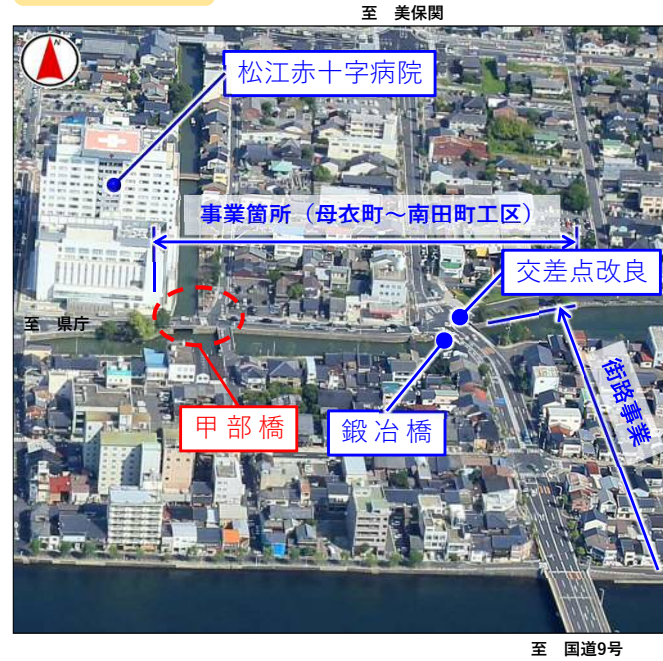 至　美保関
N
松江赤十字病院
事業箇所（母衣町～南田町工区）
交差点改良
至　県庁
街路事業
甲部橋
鍛冶橋
至　国道9号